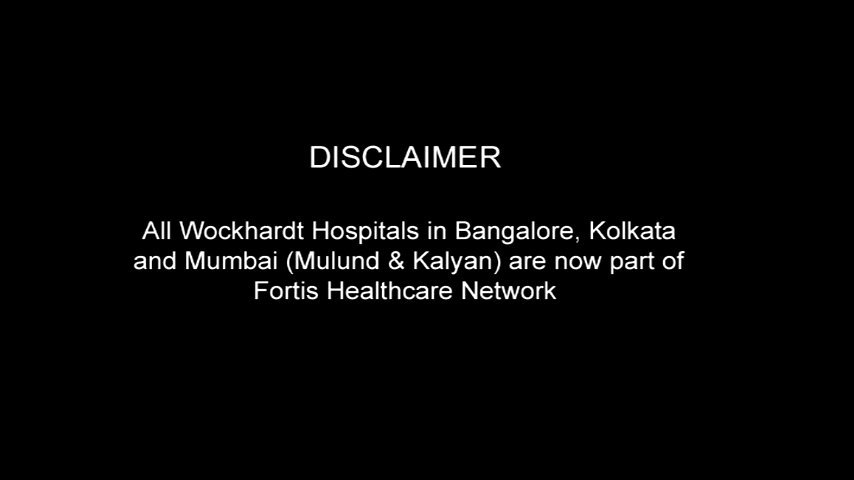 DISCLAIMER
All Wockhardt Hospitals in Bangalore, Kolkata
and Mumbai (Mulund & Kalyan) are now part of
Fortis Healthcare Network